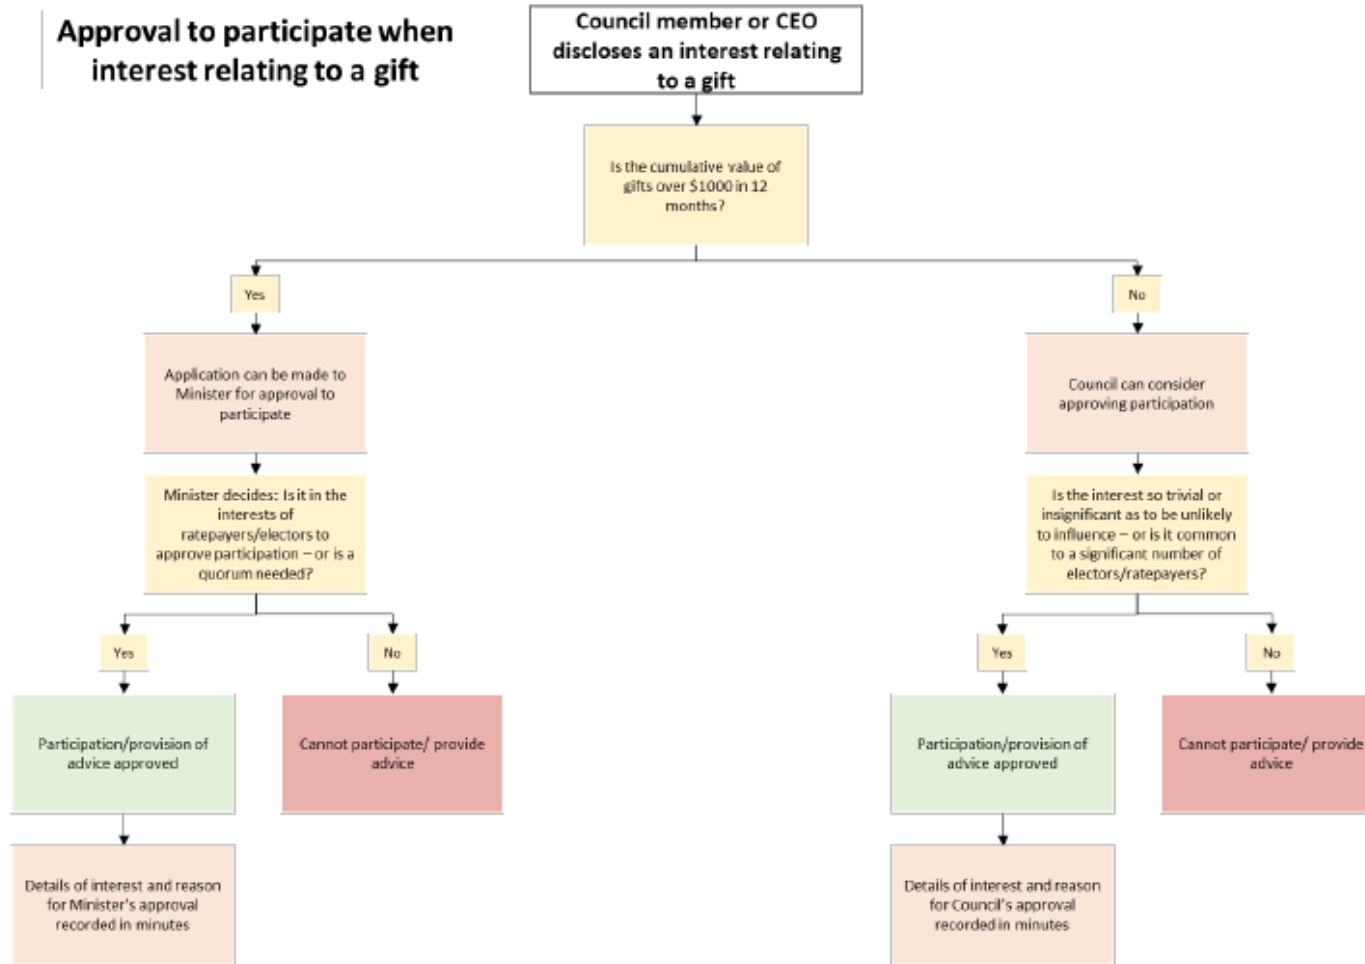 Approval to participate when
interest relating to a gift
Council member or CEO
discloses an interest relating
to a gift
Is the cumulative value of
gifts over $1000 in 12
months?
Yes
No
Application can be made to
Minister for approval to
participate
Council can consider
approving participation
Minister decides: Is it in the
interests of
ratepayers/electors to
approve participation – or is a
quorum needed?
Is the interest so trivial or
insignificant as to be unlikely
to influence – or is it common
to a significant number of
electors/ratepayers?
Yes
No
Yes
No
Participation/provision of
advice approved
Cannot participate/ provide
advice
Participation/provision of
advice approved
Cannot participate/ provide
advice
Details of interest and reason
for Minister's approval
recorded in minutes
Details of interest and reason
for Council's approval
recorded in minutes